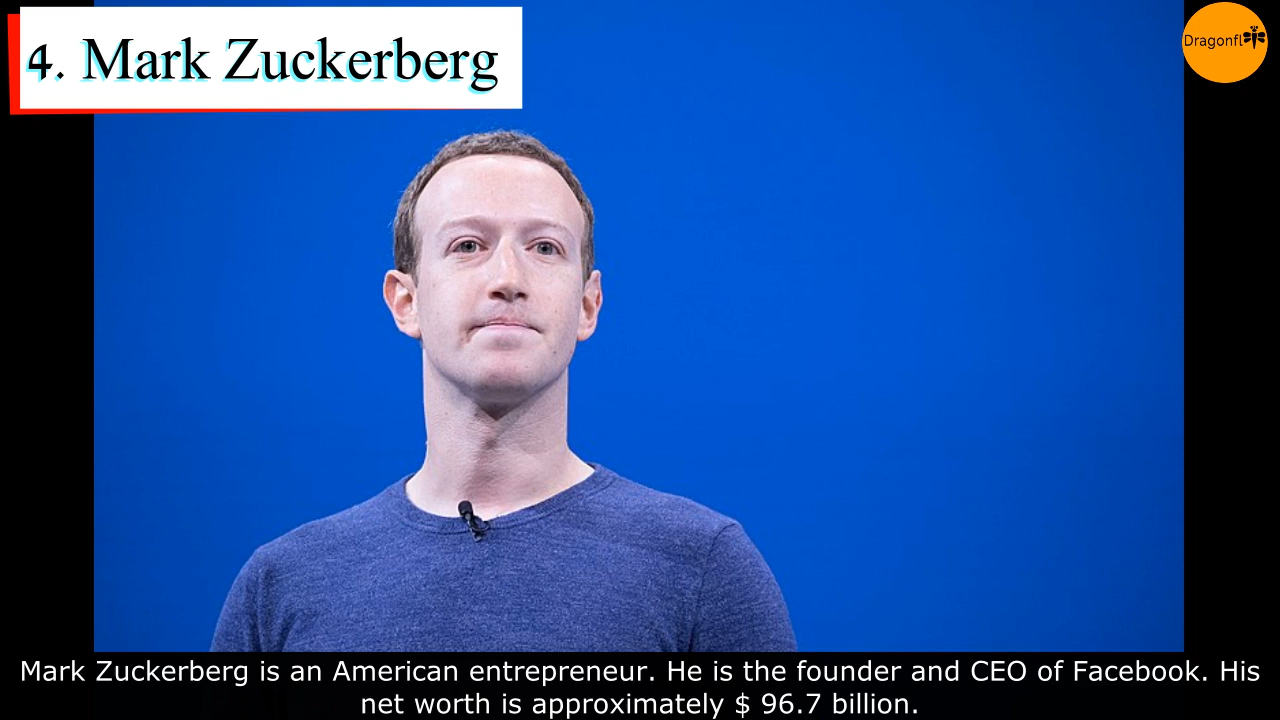 4. Mark Zuckerberg
Dragonfl
Mark Zuckerberg is an American entrepreneur. He is the founder and CEO of Facebook. His
net worth is approximately $ 96.7 billion.